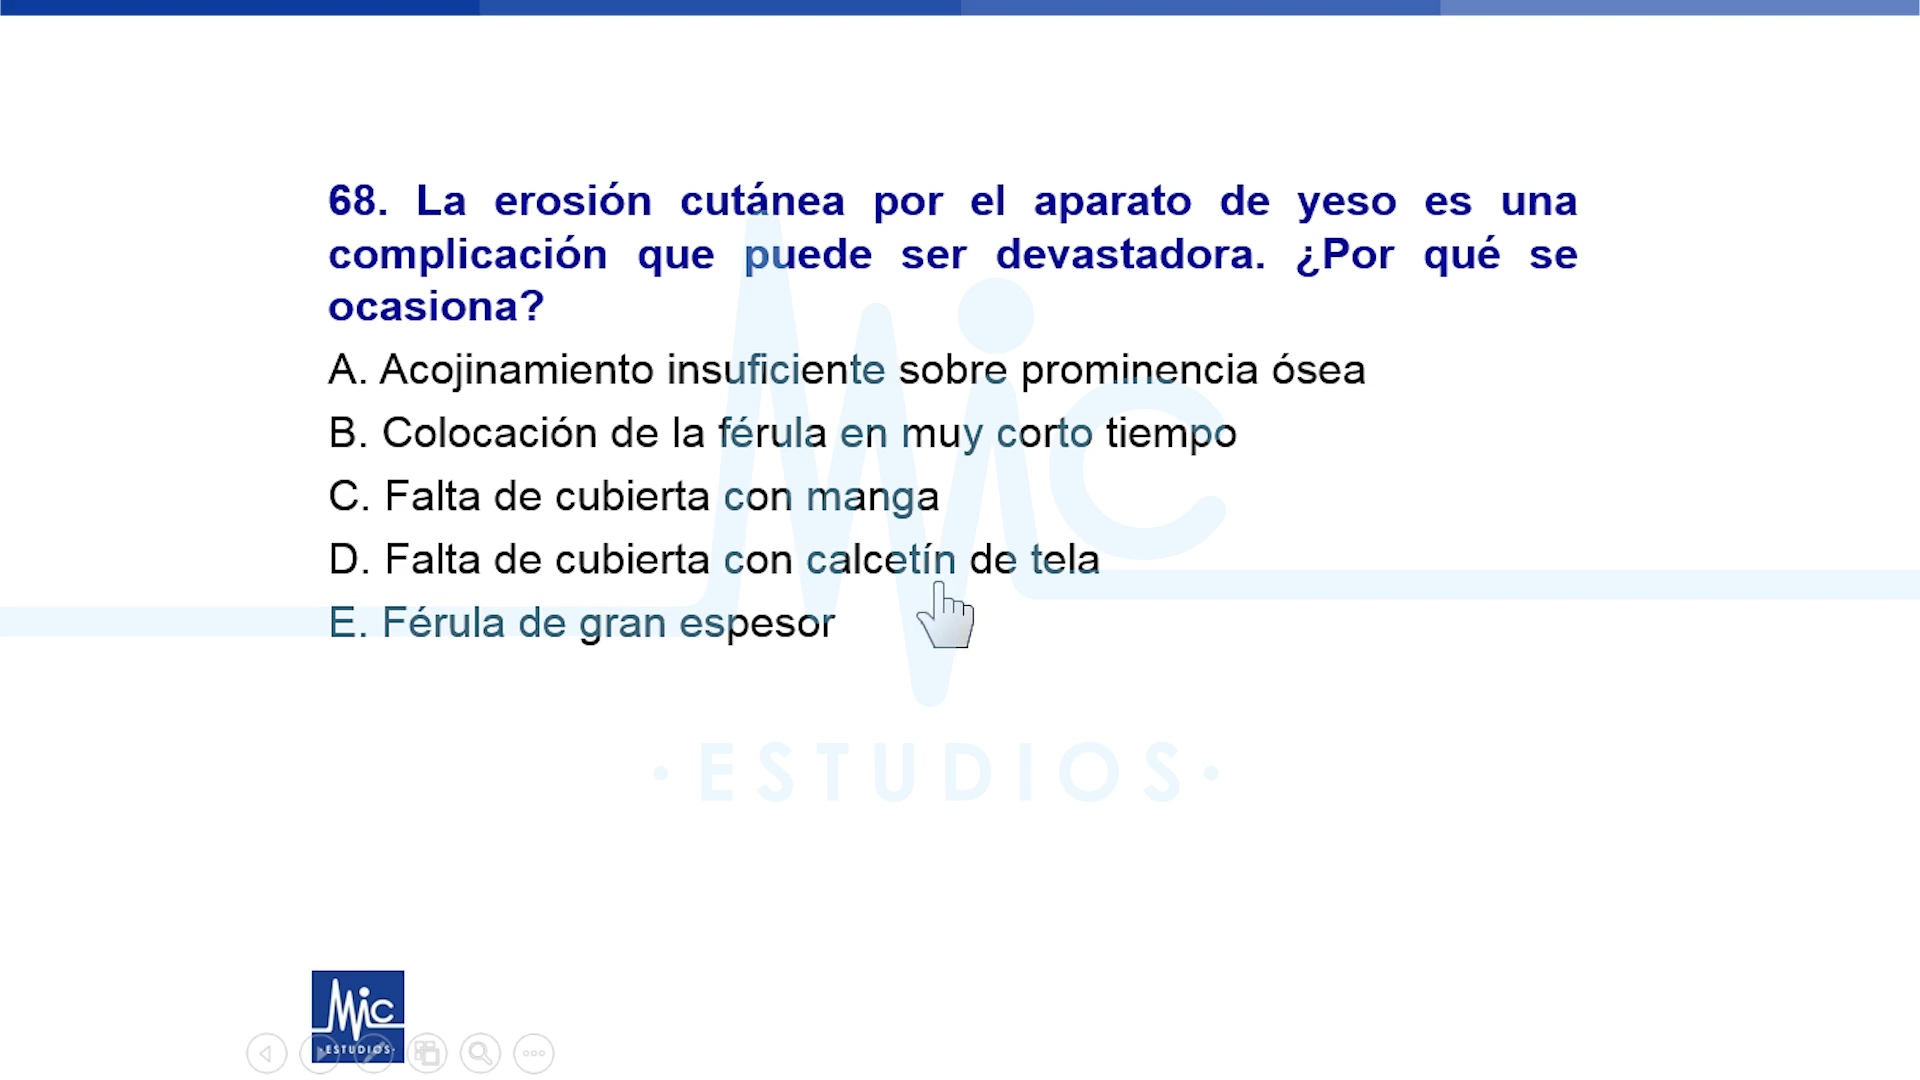 68. La erosión cutánea por el aparato de yeso es una
complicación que puede ser devastadora. ¿Por qué se
ocasiona?
A. Acojinamiento insuficiente sobre prominencia ósea
B. Colocación de la férula en muy corto tiempo
C. Falta de cubierta con manga
D. Falta de cubierta con calcetín de tela
E. Férula de gran espesor
MiC
·ESTUDIOS·
MiC
·ESTUDIOS·